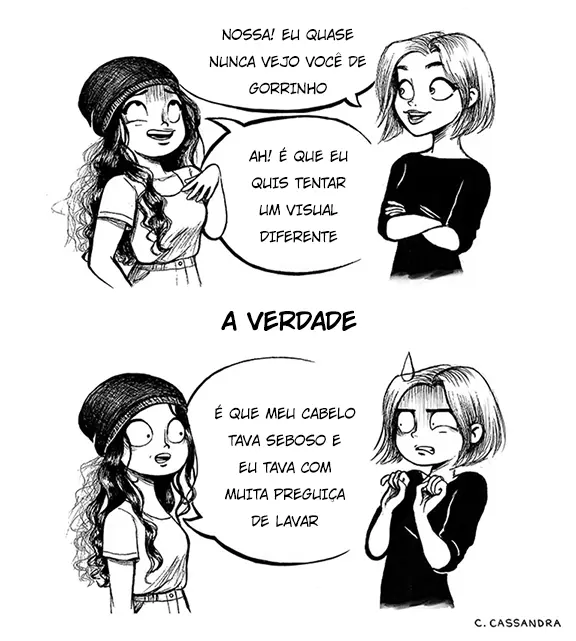 NOSSA! EU QUASE
NUNCA VEJO VOCÊ DE
GORRINHO
AH! É QUE EU
QUIS TENTAR
UM VISUAL
DIFERENTE
A VERDADE
É QUE MEU CABELO
TAVA SEBOSO E
EU TAVA COM
MUITA PREGUIÇA
DE LAVAR
C. CASSANDRA